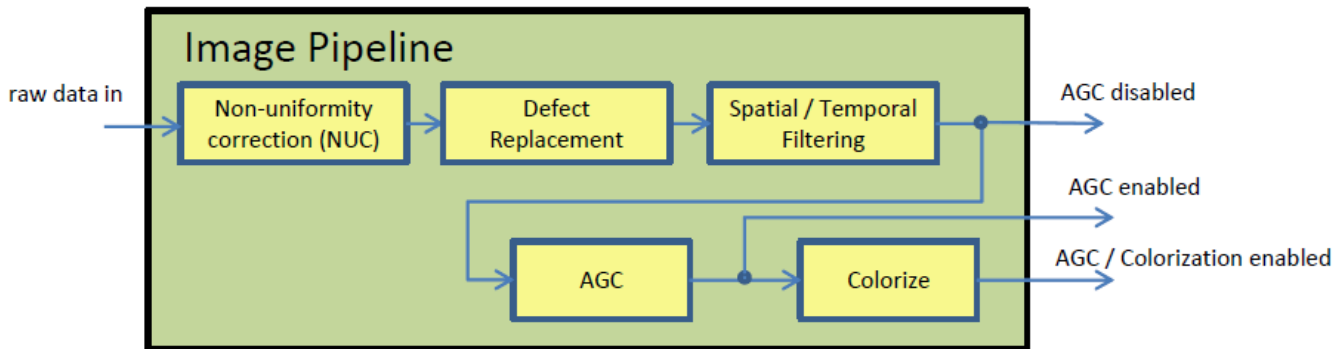 Image Pipeline
raw data in
Non-uniformity
correction (NUC)
Defect
Replacement
Spatial / Temporal
Filtering
AGC disabled
AGC enabled
AGC
Colorize
AGC / Colorization enabled